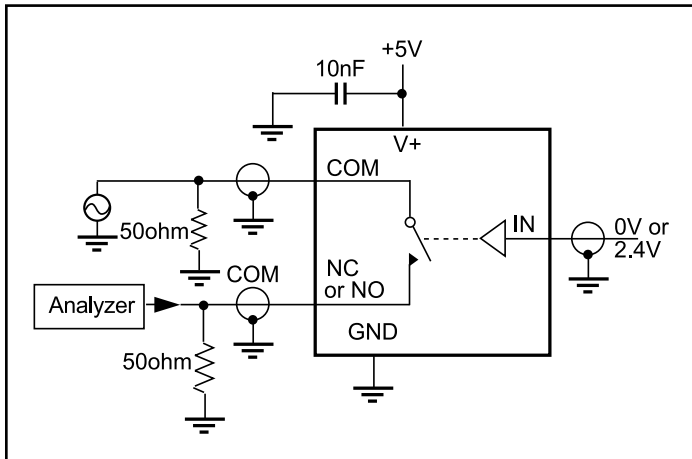 +5V
10nF
V+
COM
50ohm
IN
0V or
2.4V
COM
NC
or NO
Analyzer
GND
50ohm